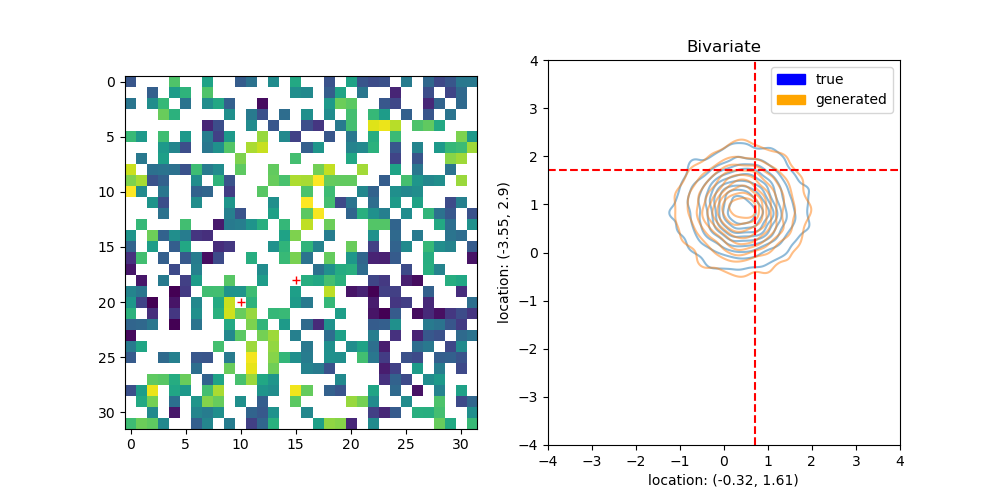 Bivariate
true
generated
0
5
10
15
20
25
30
0 5 10 15 20 25 30
4
3
2
1
0
−1
−2
−3
−4
−4 −3 −2 −1 0 1 2 3 4
location: (-3.55, 2.9)
location: (-0.32, 1.61)